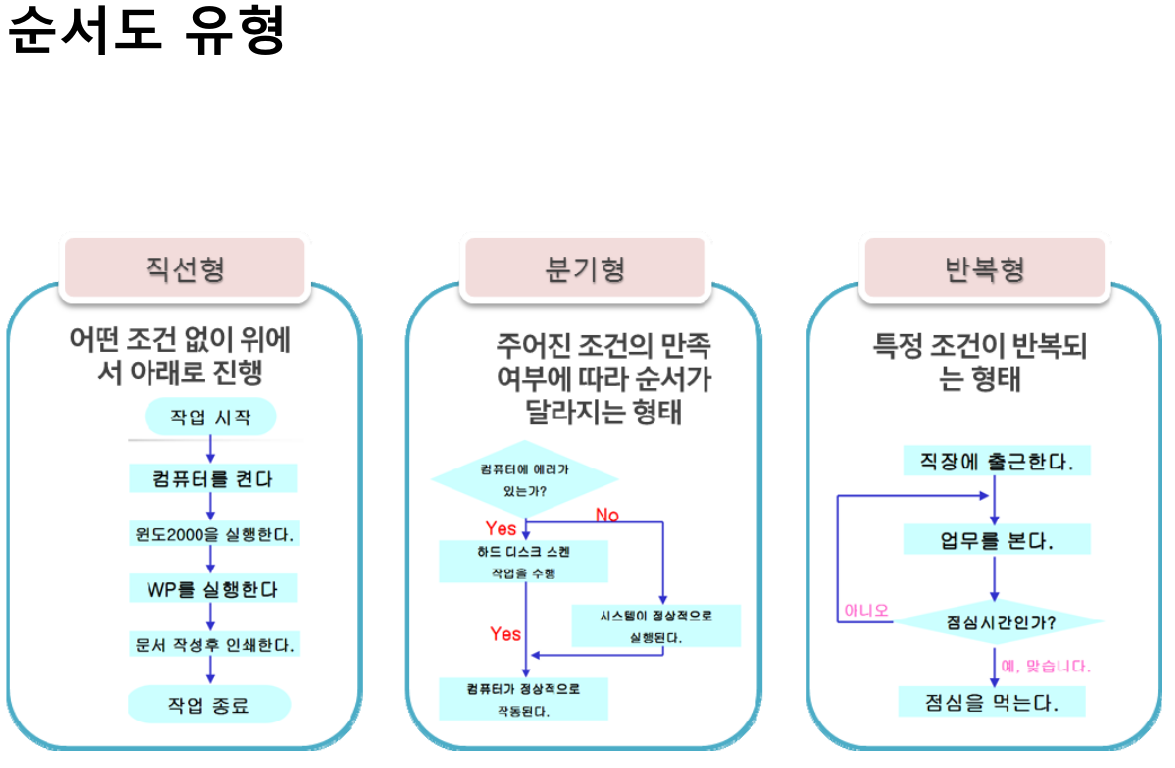 순서도 유형
직선형
어떤 조건 없이 위에
서 아래로 진행
작업 시작
컴퓨터를 켠다
윈도2000을 실행한다.
WP를 실행한다
문서 작성후 인쇄한다.
작업 종료
분기형
주어진 조건의 만족
여부에 따라 순서가
달라지는 형태
컴퓨터에 에러가
있는가?
Yes
No
하드 디스크 스켄
작업을 수행
시스템이 정상적으로
실행된다.
Yes
컴퓨터가 정상적으로
작동된다.
반복형
특정 조건이 반복되
는 형태
직장에 출근한다.
업무를 본다.
아니오
점심시간인가?
예, 맞습니다.
점심을 먹는다.